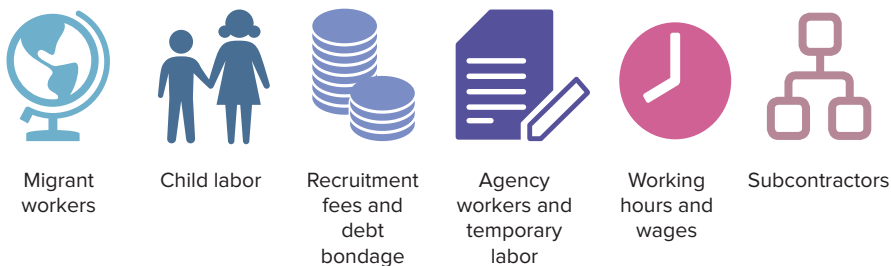 Migrant
workers
Child labor
Recruitment
fees and
debt
bondage
Agency
workers and
temporary
labor
Working
hours and
wages
Subcontractors